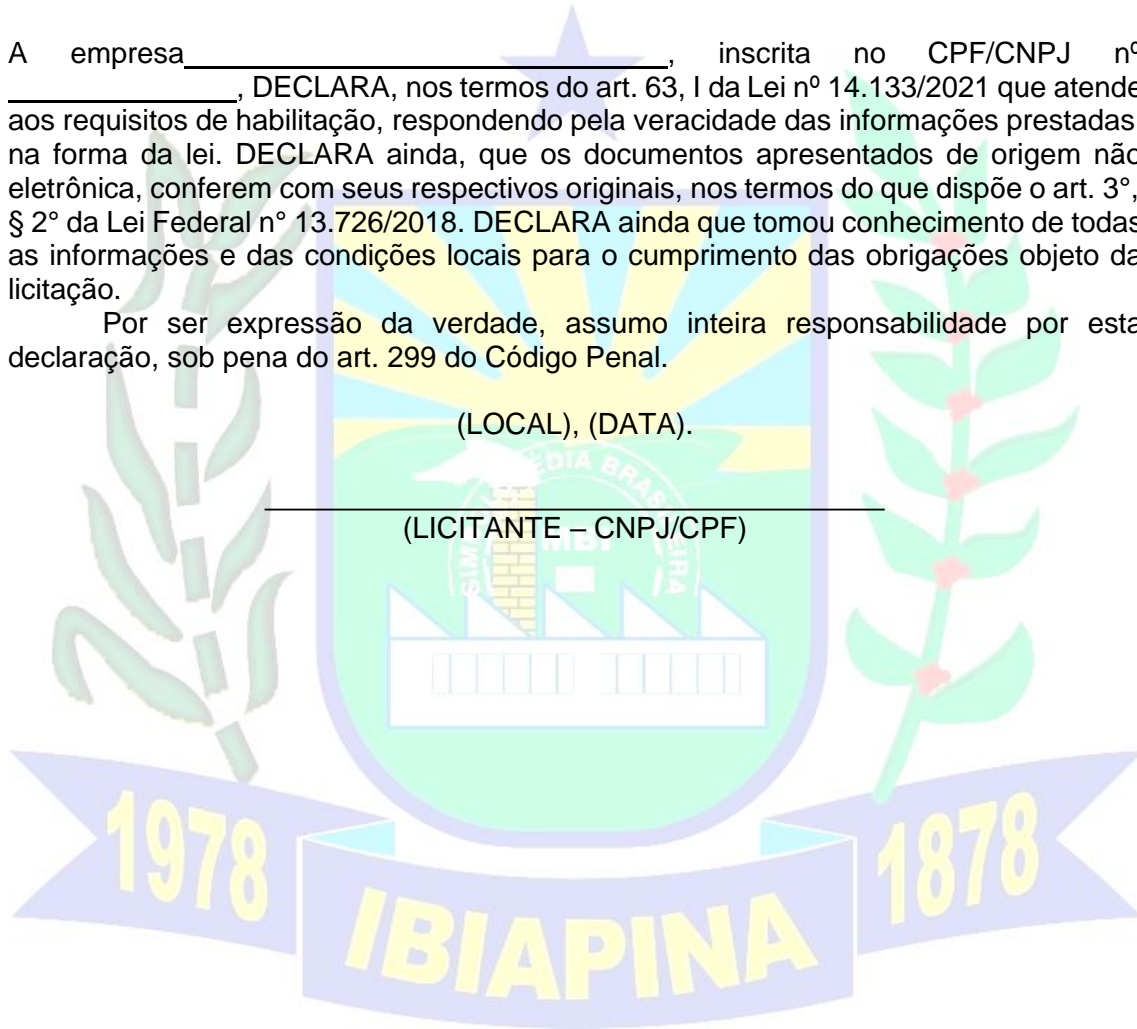 A empresa_______________________________, inscrita no CPF/CNPJ nº
_______________, DECLARA, nos termos do art. 63, I da Lei nº 14.133/2021 que atende
aos requisitos de habilitação, respondendo pela veracidade das informações prestadas
na forma da lei. DECLARA ainda, que os documentos apresentados de origem não
eletrônica, conferem com seus respectivos originais, nos termos do que dispõe o art. 3°,
§ 2° da Lei Federal n° 13.726/2018. DECLARA ainda que tomou conhecimento de todas
as informações e das condições locais para o cumprimento das obrigações objeto da
licitação.
Por ser expressão da verdade, assumo inteira responsabilidade por esta
declaração, sob pena do art. 299 do Código Penal.
(LOCAL), (DATA).
________________________________________
(LICITANTE – CNPJ/CPF)
1978
IBIAPINA
1878